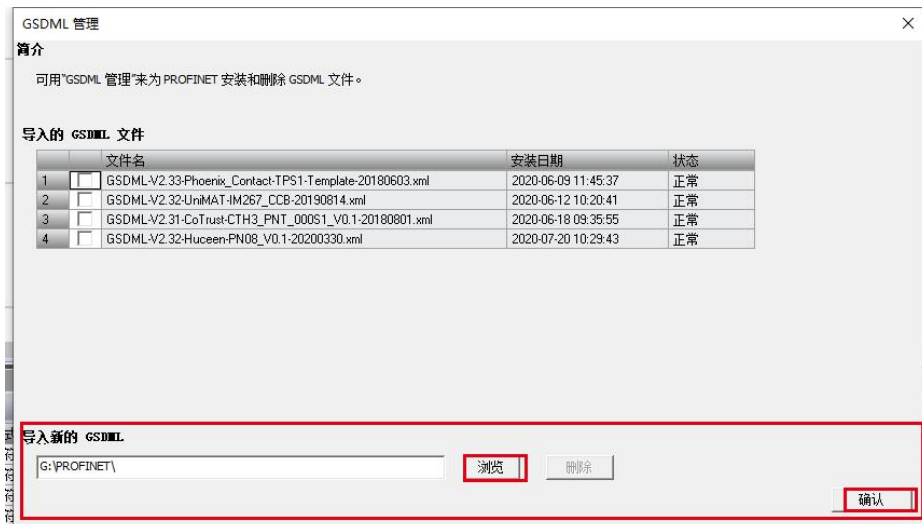 GSDML 管理
简介
可用"GSDML 管理"来为 PROFINET 安装和删除 GSDML 文件。
导入的 GSDML 文件
文件名 安装日期 状态
1 GSDML-V2.33-Phoenix_Contact-TPS1-Template-20180603.xml 2020-06-09 11:45:37 正常
2 GSDML-V2.32-UniMAT-IM267_CCB-20190814.xml 2020-06-12 10:20:41 正常
3 GSDML-V2.31-CoTrust-CTH3_PNT_000S1_V0.1-20180801.xml 2020-06-18 09:35:55 正常
4 GSDML-V2.32-Huceen-PN08_V0.1-20200330.xml 2020-07-20 10:29:43 正常
导入新的 GSDML
G:\PROFINET\ 浏览 删除
确认